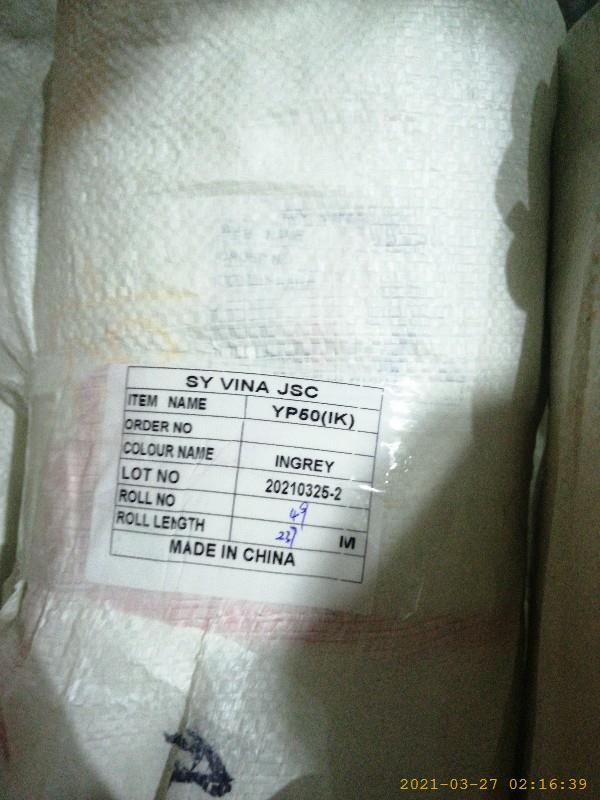 SY VINA JSC
ITEM NAME YP50(IK)
ORDER NO
COLOUR NAME INGREY
LOT NO 20210325-2
ROLL NO 49
ROLL LENGTH 237 M
MADE IN CHINA
2021-03-27 02:16:39